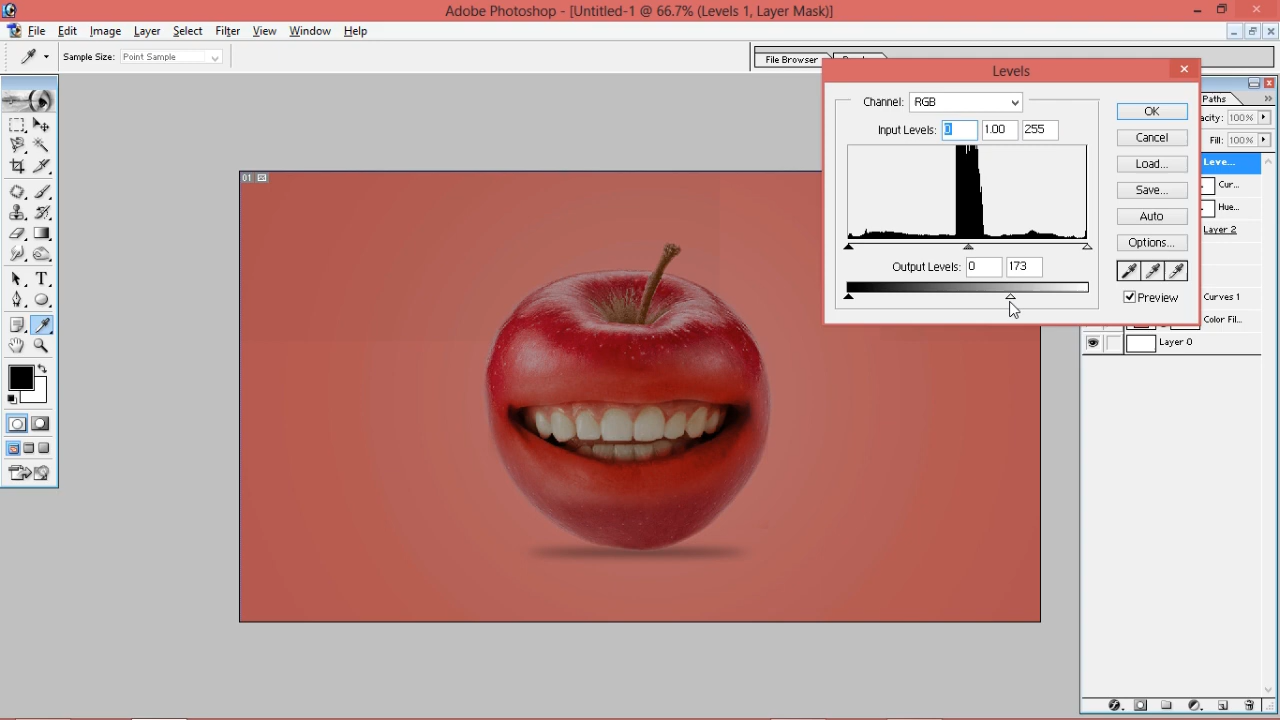 Adobe Photoshop - [Untitled-1 @ 66.7% (Levels 1, Layer Mask)]
File Edit Image Layer Select Filter View Window Help
Sample Size: Point Sample
File Browser
Levels
Channel: RGB
Input Levels: 0 1.00 255
Output Levels: 0 173
OK
Cancel
Load...
Save...
Auto
Options...
Preview
Paths
acity: 100%
Fill: 100%
Leve...
Cur...
Hue...
Layer 2
Curves 1
Color Fil...
Layer 0
01
T